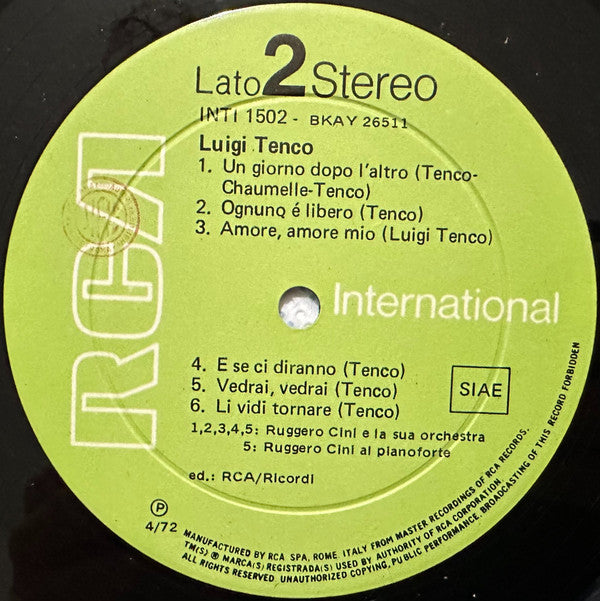 Lato 2 Stereo
INTI 1502 - BKAY 26511
Luigi Tenco
1. Un giorno dopo l'altro (Tenco-
Chaumelle-Tenco)
2. Ognuno é libero (Tenco)
3. Amore, amore mio (Luigi Tenco)
RCA
International
4. E se ci diranno (Tenco)
5. Vedrai, vedrai (Tenco)
6. Li vidi tornare (Tenco)
SIAE
1,2,3,4,5: Ruggero Cini e la sua orchestra
5: Ruggero Cini al pianoforte
ed.: RCA/Ricordi
P
4/72
MANUFACTURED BY RCA SPA, ROME. ITALY FROM MASTER RECORDINGS OF RCA RECORDS.
TM(S) ® MARCA(S) REGISTRADA(S) USED BY AUTHORITY OF RCA CORPORATION
ALL RIGHTS RESERVED, UNAUTHORIZED COPYING, PUBLIC PERFORMANCE, BROADCASTING OF THIS RECORD FORBIDDEN